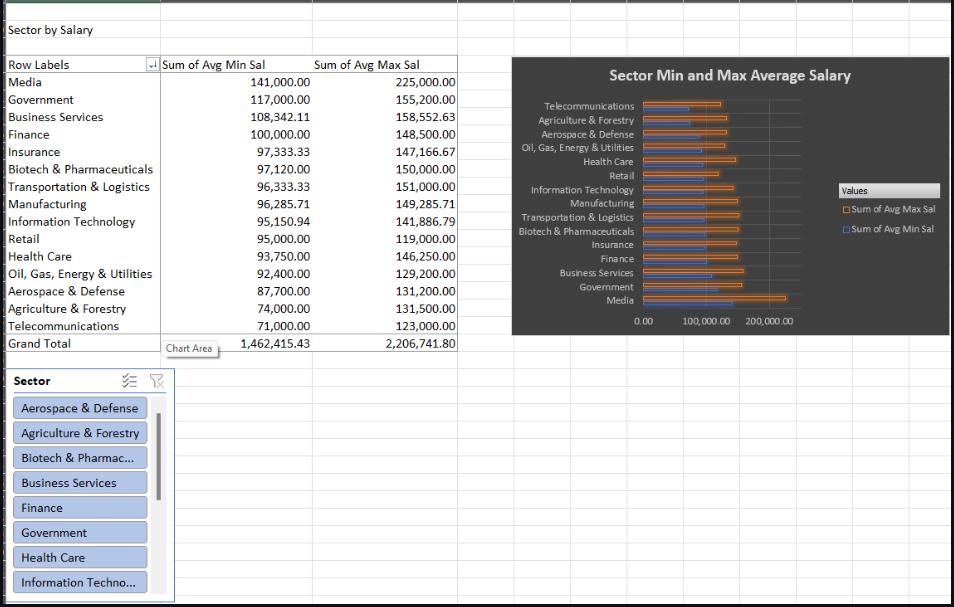 Sector by Salary
Row Labels Sum of Avg Min Sal Sum of Avg Max Sal
Media 141,000.00 225,000.00
Government 117,000.00 155,200.00
Business Services 108,342.11 158,552.63
Finance 100,000.00 148,500.00
Insurance 97,333.33 147,166.67
Biotech & Pharmaceuticals 97,120.00 150,000.00
Transportation & Logistics 96,333.33 151,000.00
Manufacturing 96,285.71 149,285.71
Information Technology 95,150.94 141,886.79
Retail 95,000.00 119,000.00
Health Care 93,750.00 146,250.00
Oil, Gas, Energy & Utilities 92,400.00 129,200.00
Aerospace & Defense 87,700.00 131,200.00
Agriculture & Forestry 74,000.00 131,500.00
Telecommunications 71,000.00 123,000.00
Grand Total 1,462,415.43 2,206,741.80
Chart Area
Sector Min and Max Average Salary
Telecommunications
Agriculture & Forestry
Aerospace & Defense
Oil, Gas, Energy & Utilities
Health Care
Retail
Information Technology
Manufacturing
Transportation & Logistics
Biotech & Pharmaceuticals
Insurance
Finance
Business Services
Government
Media
0.00 100,000.00 200,000.00
Values
Sum of Avg Max Sal
Sum of Avg Min Sal
Sector
Aerospace & Defense
Agriculture & Forestry
Biotech & Pharmac...
Business Services
Finance
Government
Health Care
Information Techno...